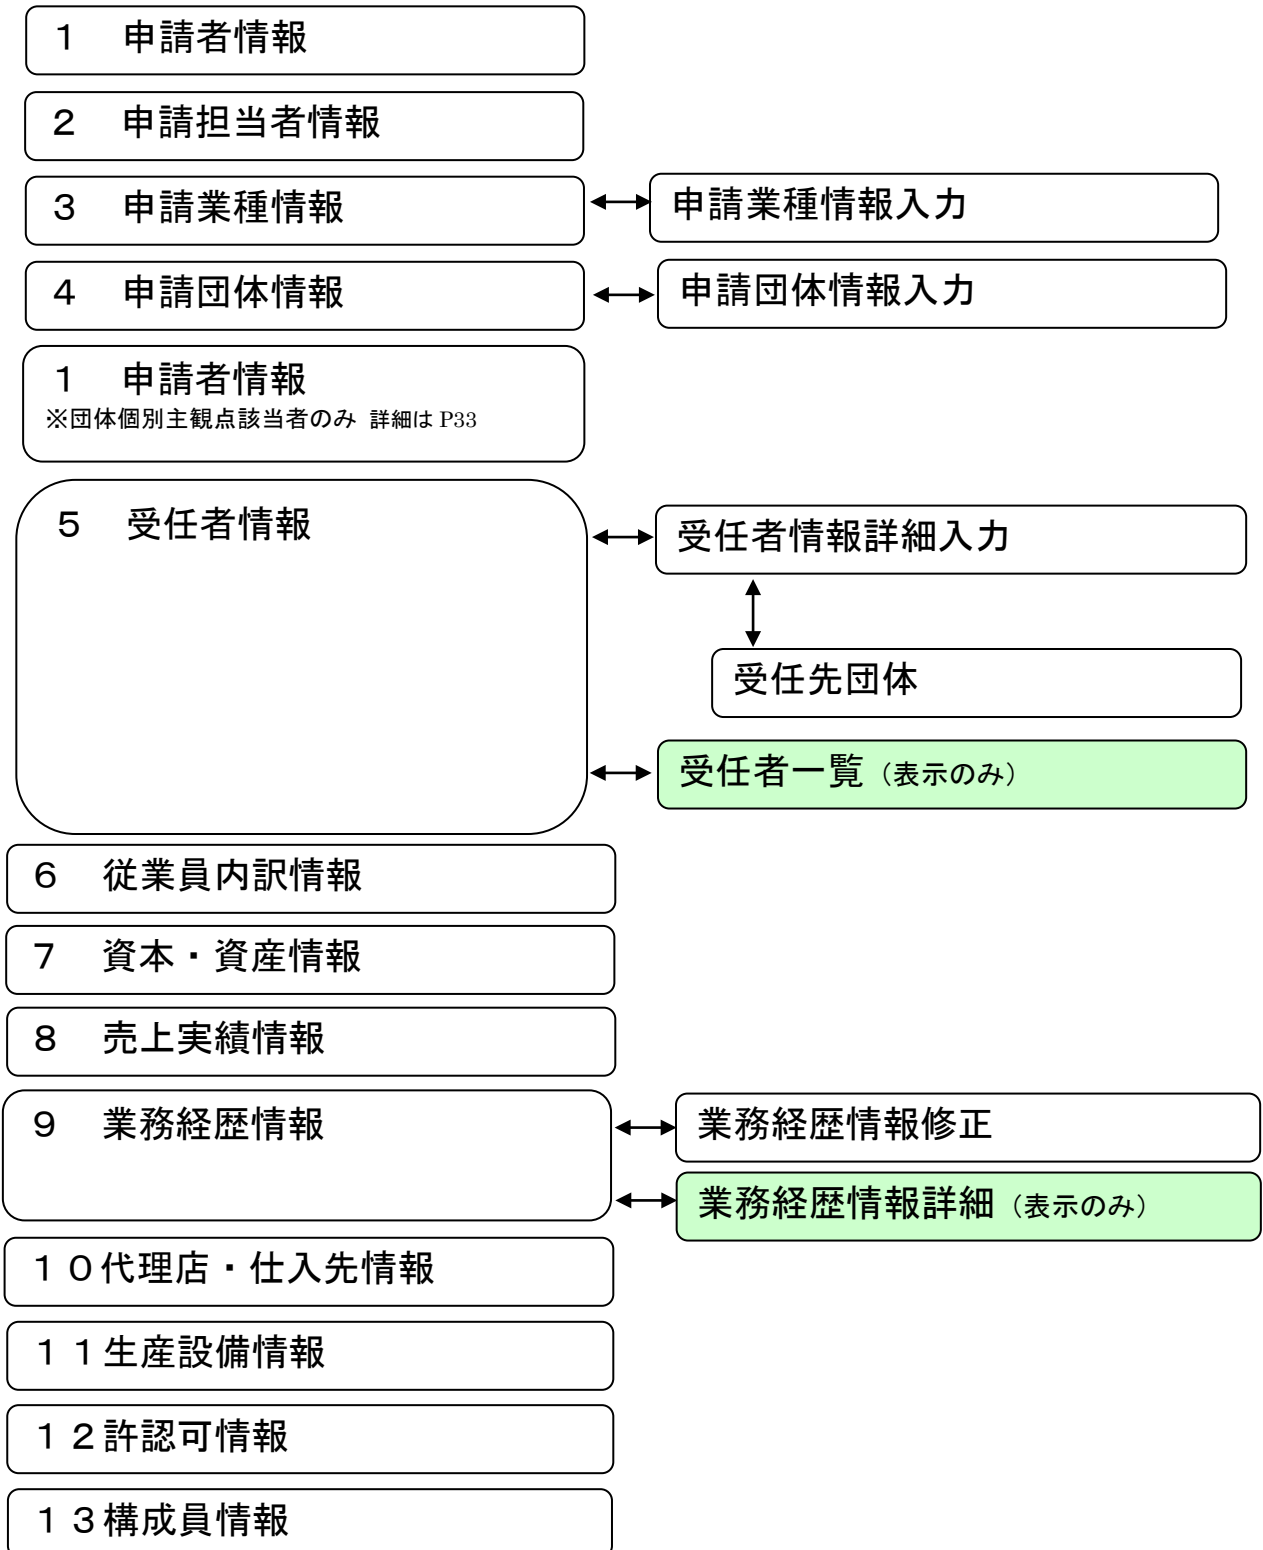 １　申請者情報
２　申請担当者情報
３　申請業種情報
申請業種情報入力
４　申請団体情報
申請団体情報入力
１　申請者情報
※団体個別主観点該当者のみ 詳細は P33
５　受任者情報
受任者情報詳細入力
受任先団体
受任者一覧（表示のみ）
６　従業員内訳情報
７　資本・資産情報
８　売上実績情報
９　業務経歴情報
業務経歴情報修正
業務経歴情報詳細（表示のみ）
１０代理店・仕入先情報
１１生産設備情報
１２許認可情報
１３構成員情報